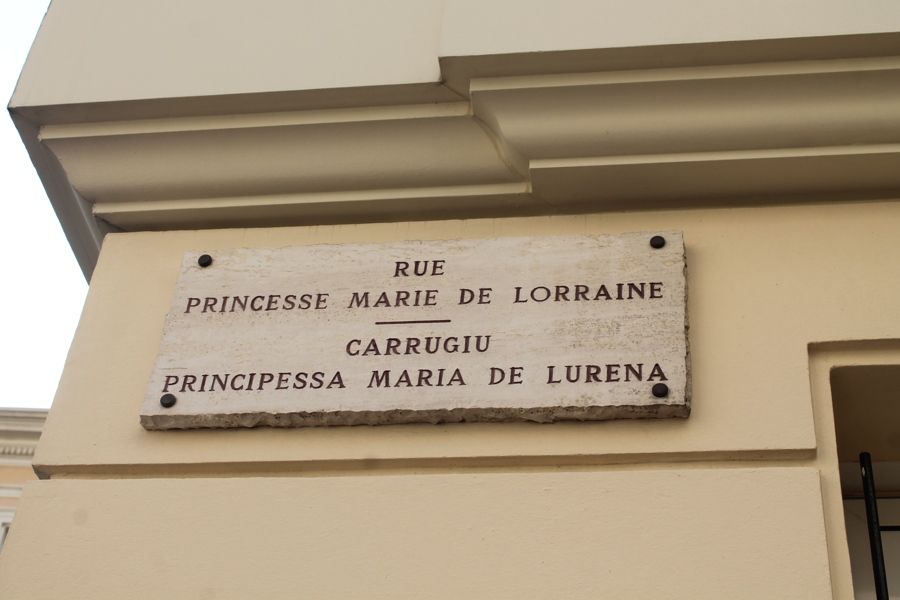 RUE
PRINCESSE MARIE DE LORRAINE
CARRUGIU
PRINCIPESSA MARIA DE LURENA